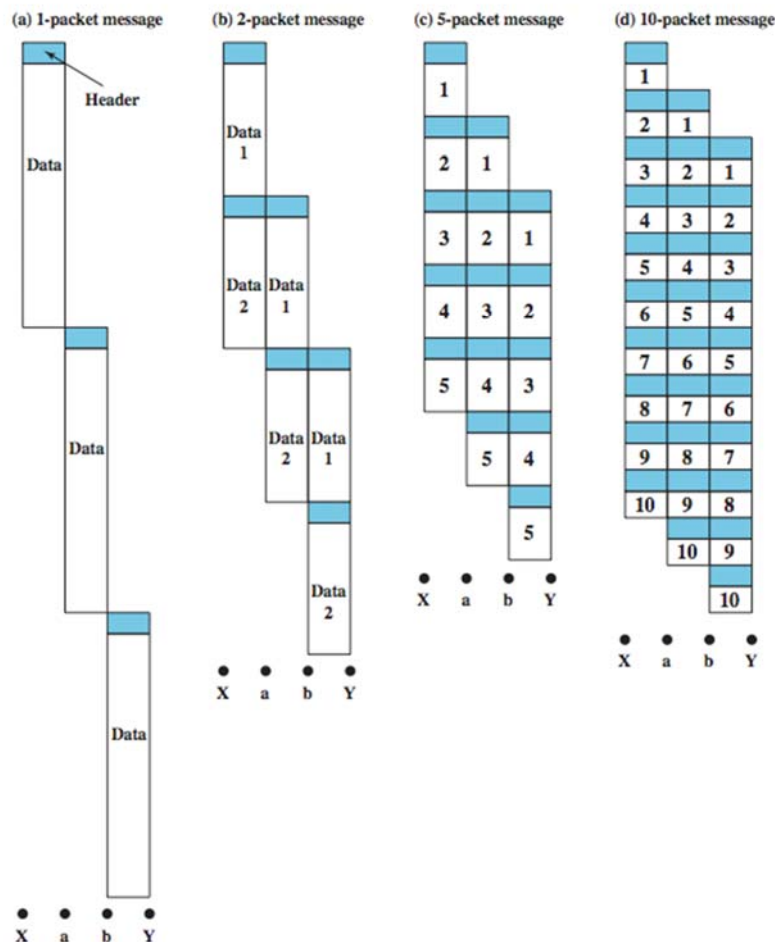 (a) 1-packet message
Header
Data
Data
Data
X a b Y
(b) 2-packet message
Data
1
Data Data
2 1
Data Data
2 1
Data
2
X a b Y
(c) 5-packet message
1
2 1
3 2 1
4 3 2
5 4 3
5 4
5
X a b Y
(d) 10-packet message
1
2 1
3 2 1
4 3 2
5 4 3
6 5 4
7 6 5
8 7 6
9 8 7
10 9 8
10 9
10
X a b Y